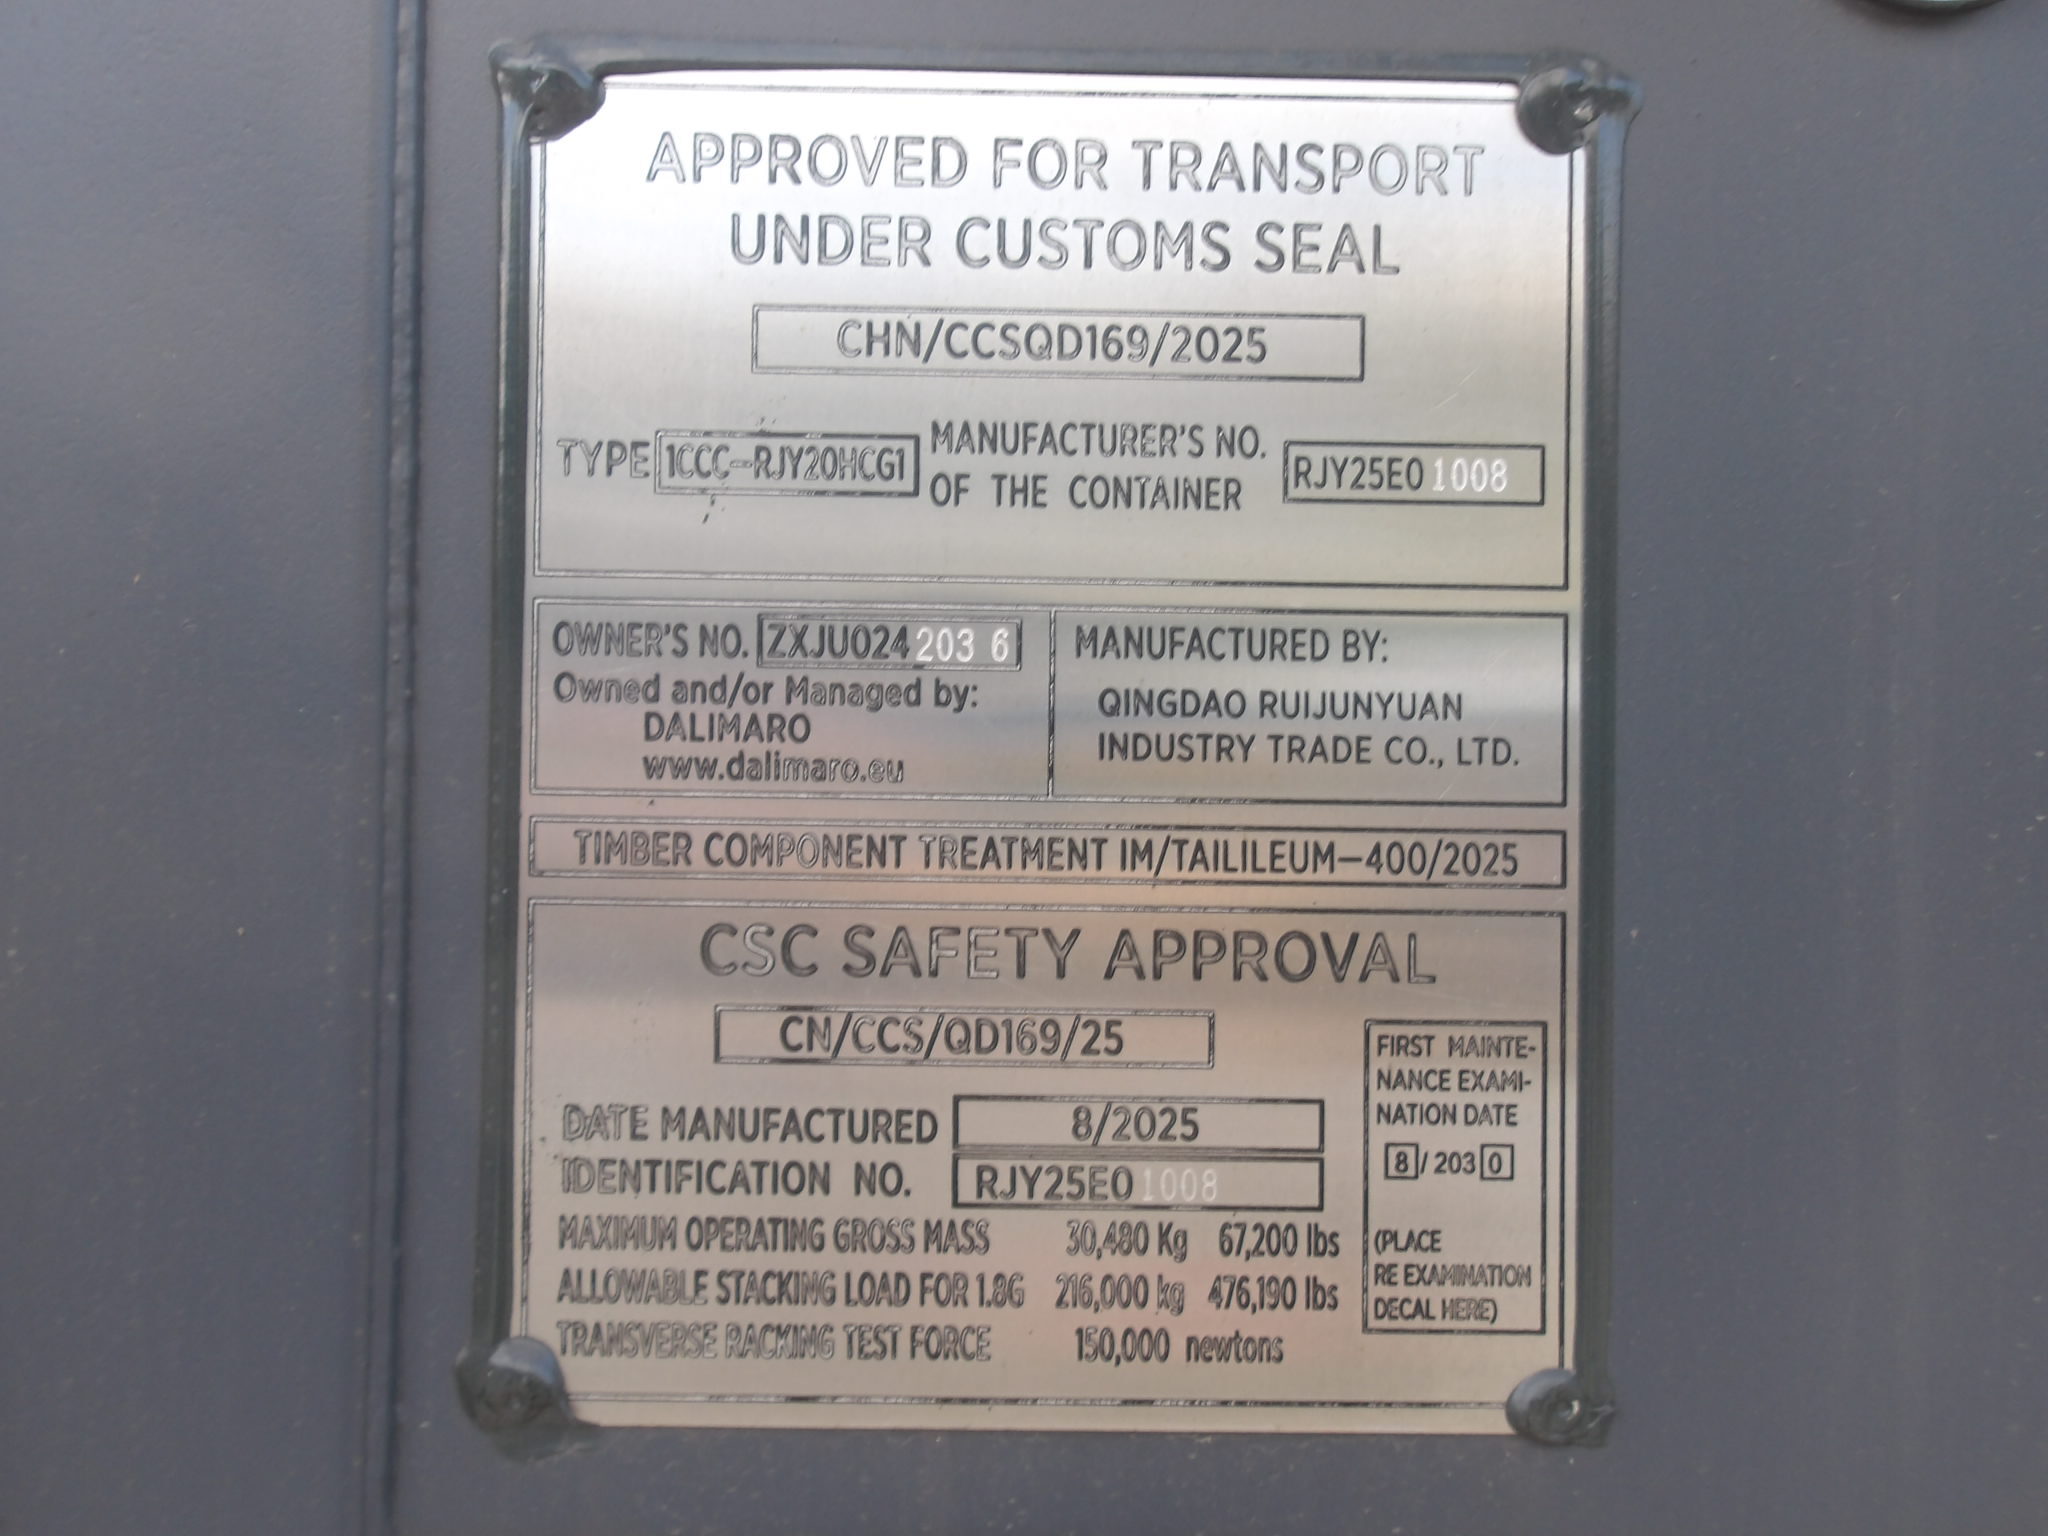 APPROVED FOR TRANSPORT
UNDER CUSTOMS SEAL
CHN/CCSQD169/2025
TYPE 1CCC-RJY20HCG1 MANUFACTURER'S NO. OF THE CONTAINER RJY25E01008
OWNER'S NO. ZXJU024203 6
Owned and/or Managed by:
DALIMARO
www.dalimaro.eu
MANUFACTURED BY:
QINGDAO RUIJUNYUAN
INDUSTRY TRADE CO., LTD.
TIMBER COMPONENT TREATMENT IM/TAILILEUM-400/2025
CSC SAFETY APPROVAL
CN/CCS/QD169/25
DATE MANUFACTURED 8/2025
IDENTIFICATION NO. RJY25E01008
MAXIMUM OPERATING GROSS MASS 30,480 Kg 67,200 lbs
ALLOWABLE STACKING LOAD FOR 1.8G 216,000 kg 476,190 lbs
TRANSVERSE RACKING TEST FORCE 150,000 newtons
FIRST MAINTE-
NANCE EXAMI-
NATION DATE
8/2030
(PLACE
RE EXAMINATION
DECAL HERE)